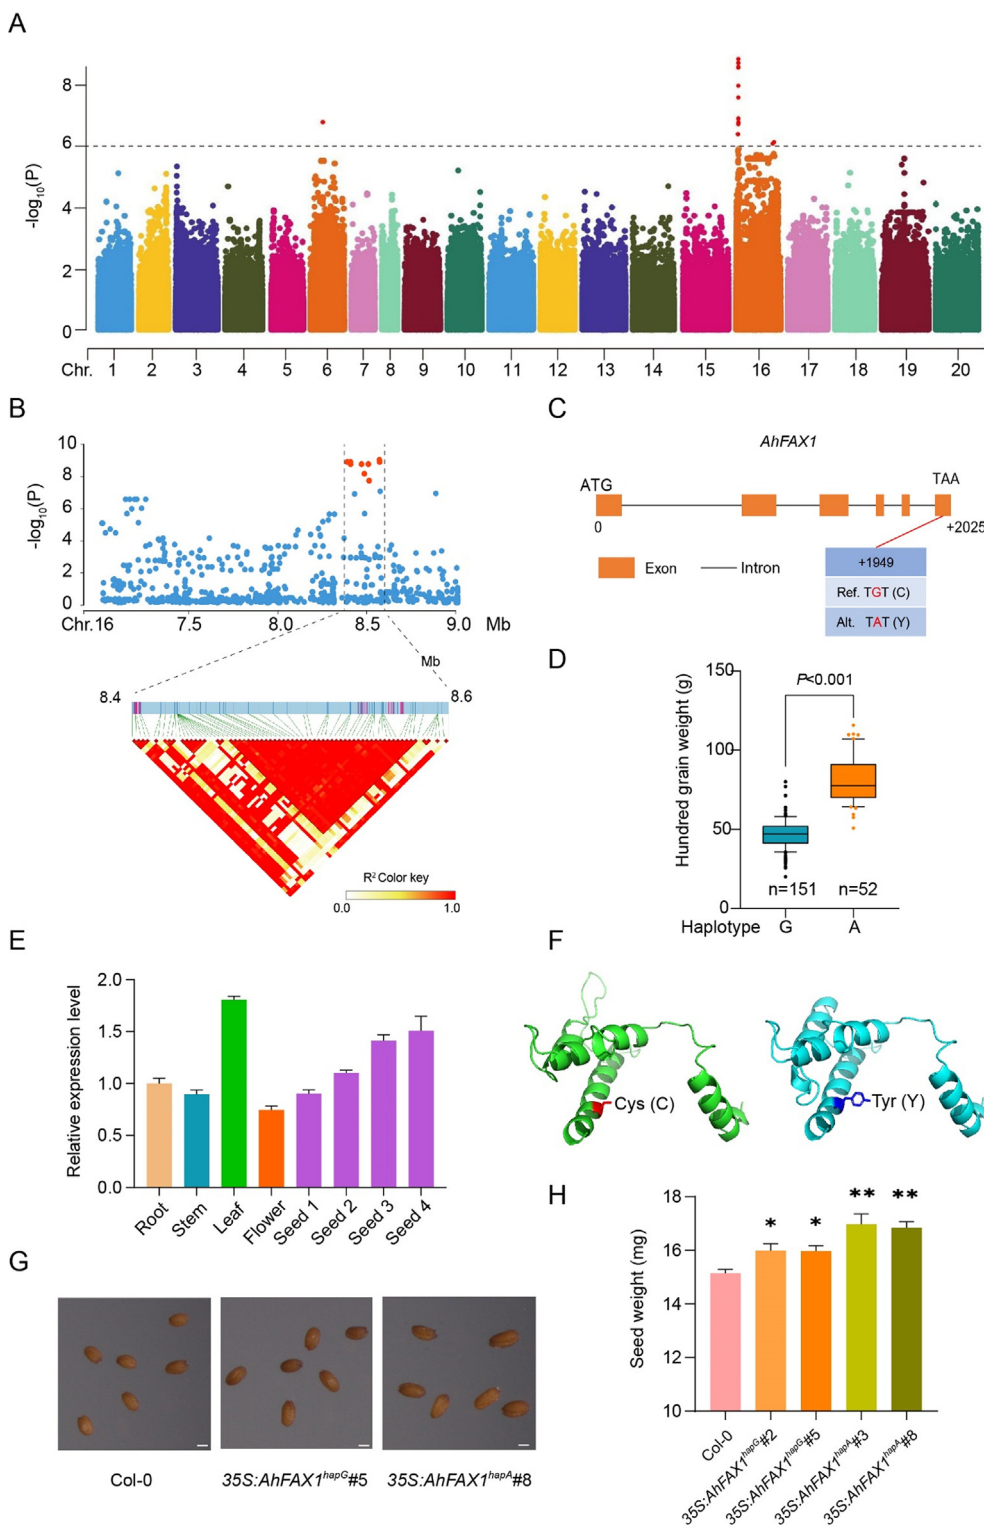 A
-log10(P)
8
6
4
2
0
Chr. 1 2 3 4 5 6 7 8 9 10 11 12 13 14 15 16 17 18 19 20
B
-log10(P)
10
8
6
4
2
0
Chr.16 7.5 8.0 8.5 9.0 Mb
Mb
8.4 8.6
R2 Color key
0.0 1.0
C
AhFAX1
ATG TAA
0 +2025
Exon Intron
+1949
Ref. TGT (C)
Alt. TAT (Y)
D
Hundred grain weight (g)
150
100
50
0
P<0.001
n=151 n=52
Haplotype G A
E
Relative expression level
2.0
1.5
1.0
0.5
0.0
Root Stem Leaf Flower Seed 1 Seed 2 Seed 3 Seed 4
F
Cys (C) Tyr (Y)
G
Col-0 35S:AhFAX1hapG#5 35S:AhFAX1hapA#8
H
Seed weight (mg)
18
16
14
12
10
* * ** **
Col-0 35S:AhFAX1hapG#2 35S:AhFAX1hapG#5 35S:AhFAX1hapA#3 35S:AhFAX1hapA#8